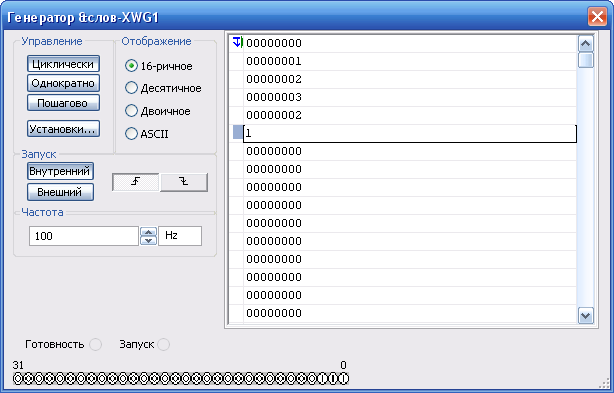 Генератор &слов-XWG1
Управление
Циклически
Однократно
Пошагово
Установки...
Отображение
16-ричное
Десятичное
Двоичное
ASCII
Запуск
Внутренний
Внешний
Частота
100
Hz
00000000
00000001
00000002
00000003
00000002
1
00000000
00000000
00000000
00000000
00000000
00000000
00000000
00000000
00000000
00000000
Готовность
Запуск
31
0